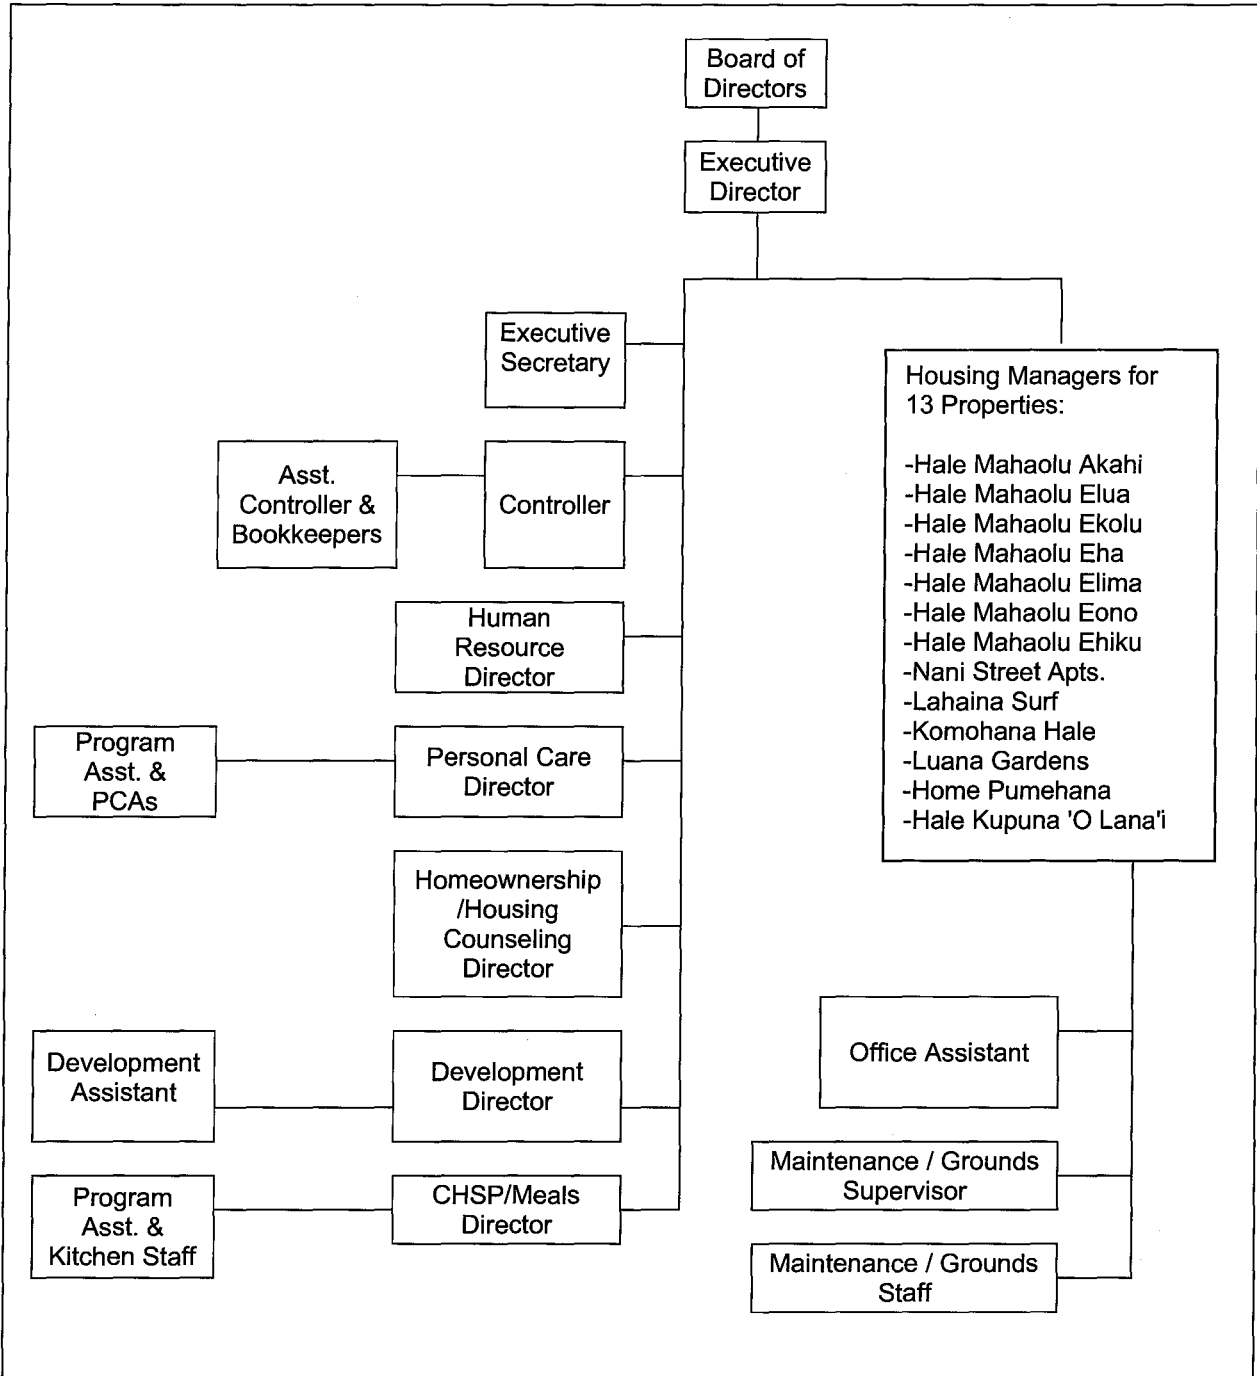 Board of
Directors
Executive
Director
Executive
Secretary
Asst.
Controller &
Bookkeepers
Controller
Human
Resource
Director
Program
Asst. &
PCAs
Personal Care
Director
Homeownership
/Housing
Counseling
Director
Development
Assistant
Development
Director
Program
Asst. &
Kitchen Staff
CHSP/Meals
Director
Housing Managers for
13 Properties:
-Hale Mahaolu Akahi
-Hale Mahaolu Elua
-Hale Mahaolu Ekolu
-Hale Mahaolu Eha
-Hale Mahaolu Elima
-Hale Mahaolu Eono
-Hale Mahaolu Ehiku
-Nani Street Apts.
-Lahaina Surf
-Komohana Hale
-Luana Gardens
-Home Pumehana
-Hale Kupuna 'O Lana'i
Office Assistant
Maintenance / Grounds
Supervisor
Maintenance / Grounds
Staff